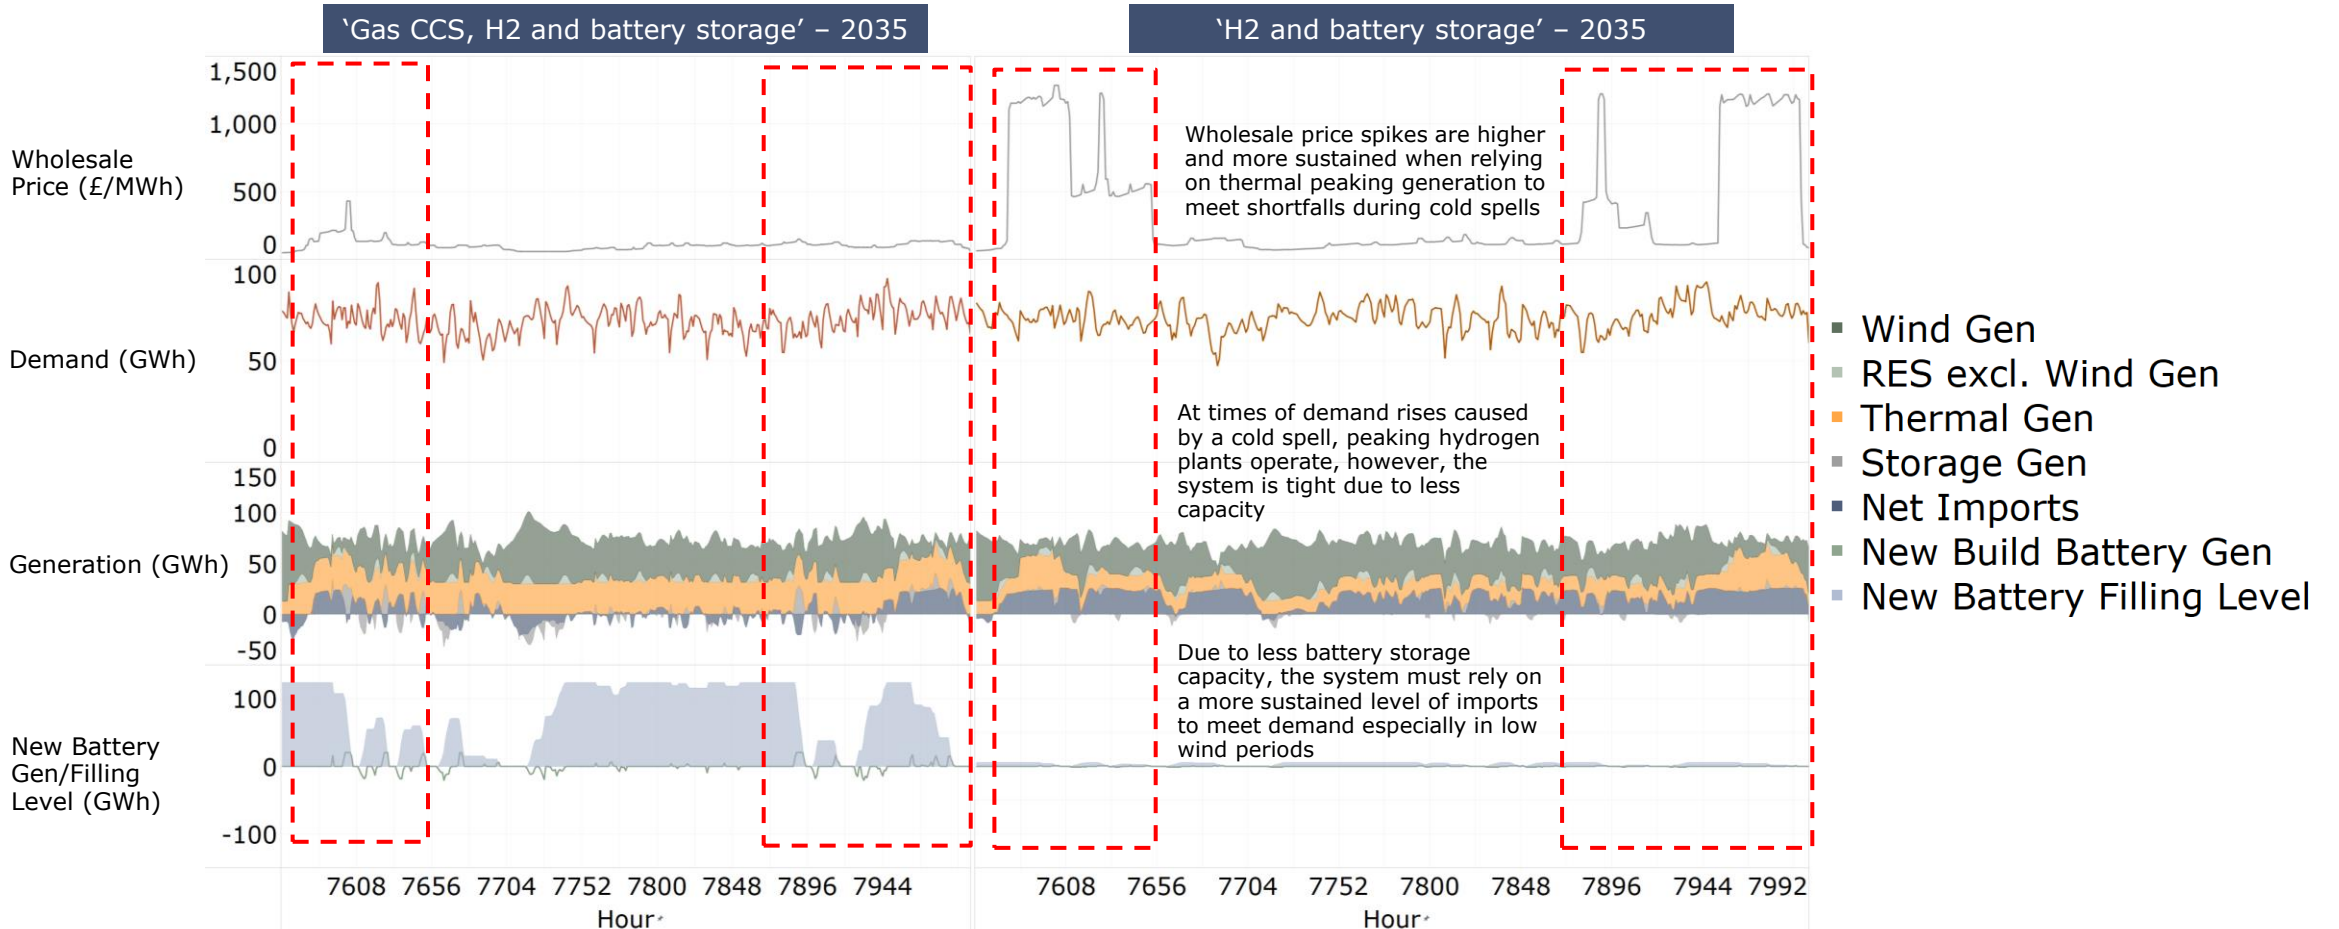 ‘Gas CCS, H2 and battery storage’ – 2035
‘H2 and battery storage’ – 2035
Wholesale
Price (£/MWh)
1,500
1,000
500
0
Wholesale price spikes are higher
and more sustained when relying
on thermal peaking generation to
meet shortfalls during cold spells
Demand (GWh)
100
50
0
At times of demand rises caused
by a cold spell, peaking hydrogen
plants operate, however, the
system is tight due to less
capacity
Generation (GWh)
150
100
50
0
-50
Due to less battery storage
capacity, the system must rely on
a more sustained level of imports
to meet demand especially in low
wind periods
New Battery
Gen/Filling
Level (GWh)
100
0
-100
7608 7656 7704 7752 7800 7848 7896 7944
Hour
7608 7656 7704 7752 7800 7848 7896 7944 7992
Hour
Wind Gen
RES excl. Wind Gen
Thermal Gen
Storage Gen
Net Imports
New Build Battery Gen
New Battery Filling Level